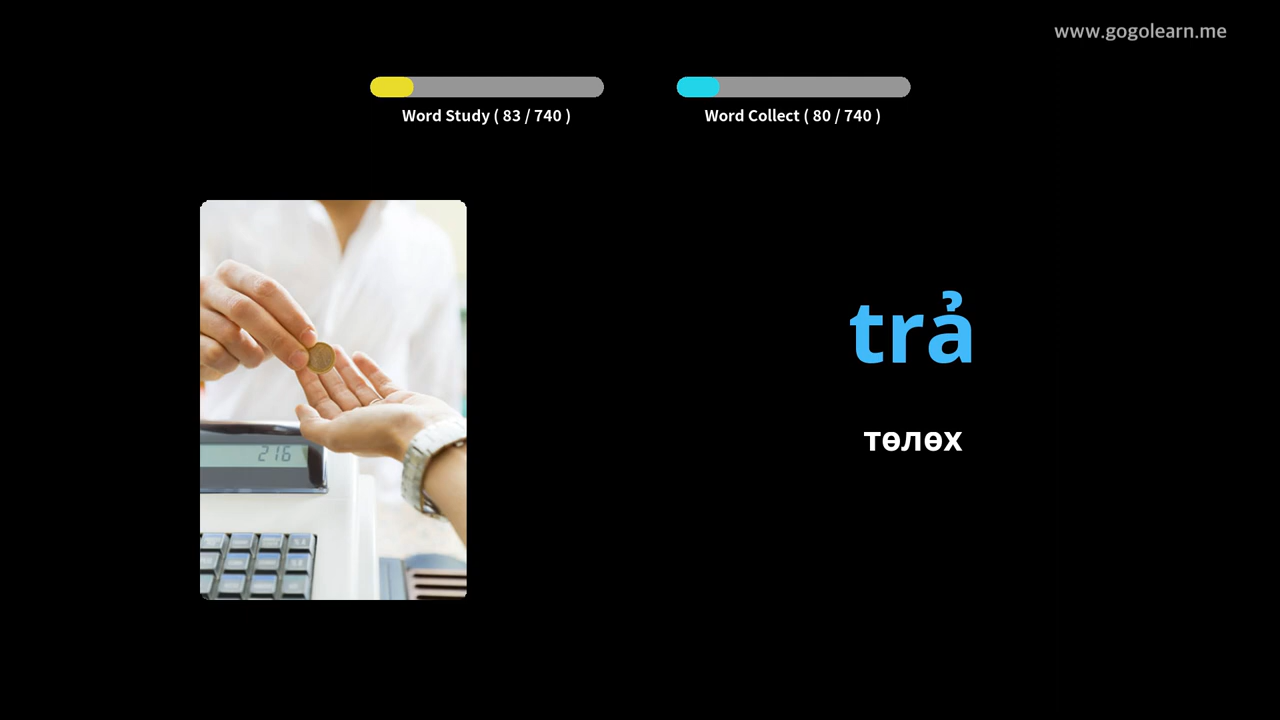 www.gogolearn.me
Word Study ( 83 / 740 )
Word Collect ( 80 / 740 )
trả
төлөх
216